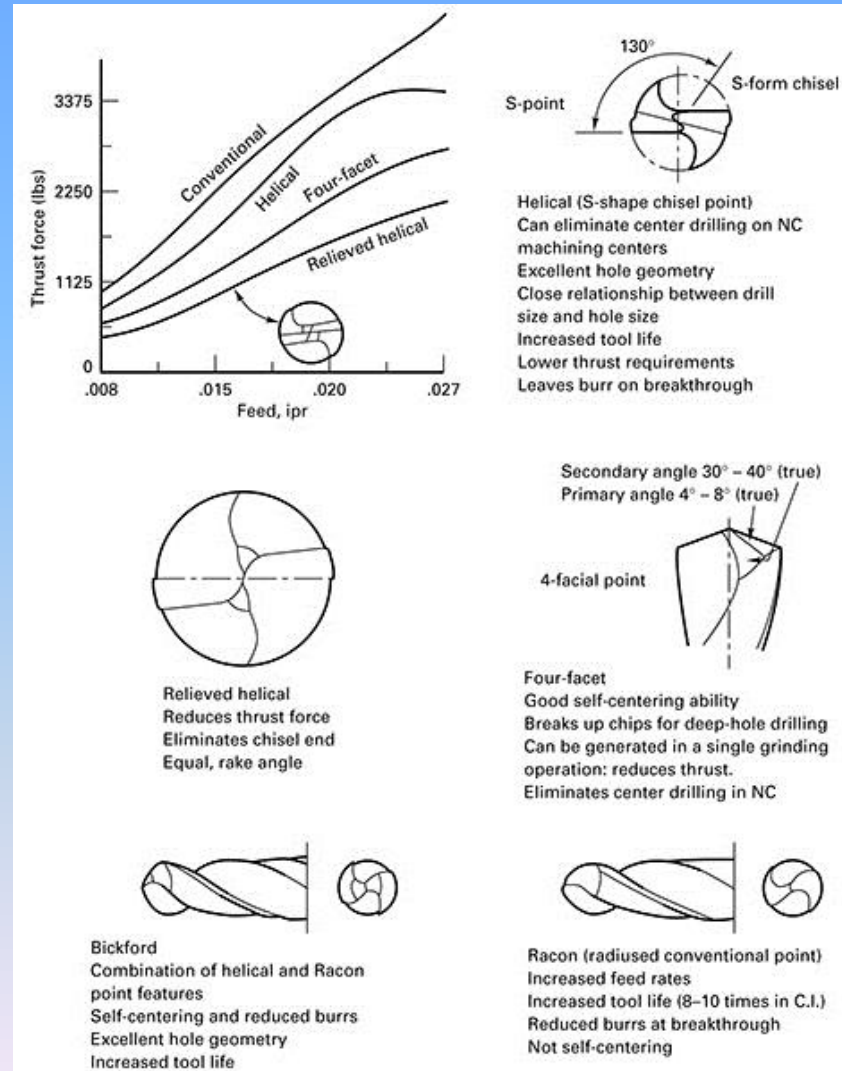 Thrust force (lbs)
3375
2250
1125
0
.008
.015
.020
.027
Feed, ipr
Conventional
Helical
Four-facet
Relieved helical
130°
S-point
S-form chisel
Helical (S-shape chisel point)
Can eliminate center drilling on NC
machining centers
Excellent hole geometry
Close relationship between drill
size and hole size
Increased tool life
Lower thrust requirements
Leaves burr on breakthrough
Relieved helical
Reduces thrust force
Eliminates chisel end
Equal, rake angle
Secondary angle 30° – 40° (true)
Primary angle 4° – 8° (true)
4-facial point
Four-facet
Good self-centering ability
Breaks up chips for deep-hole drilling
Can be generated in a single grinding
operation: reduces thrust.
Eliminates center drilling in NC
Bickford
Combination of helical and Racon
point features
Self-centering and reduced burrs
Excellent hole geometry
Increased tool life
Racon (radiused conventional point)
Increased feed rates
Increased tool life (8–10 times in C.I.)
Reduced burrs at breakthrough
Not self-centering